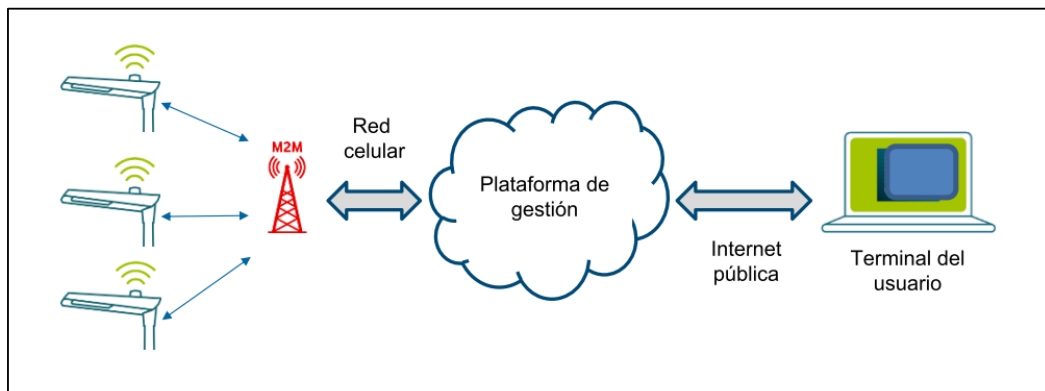 M2M
Red
celular
Plataforma de
gestión
Internet
pública
Terminal del
usuario